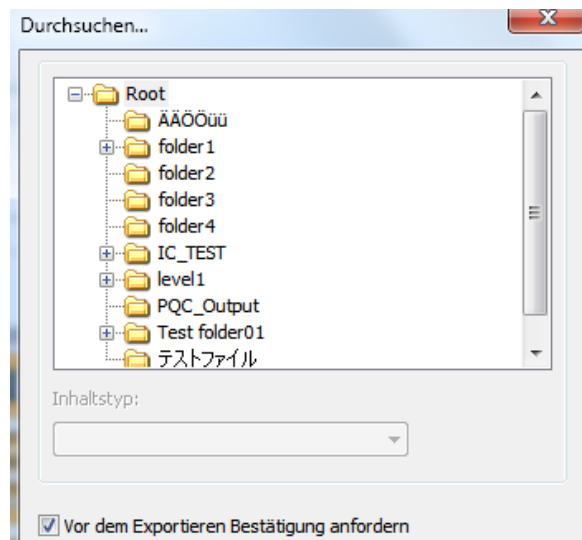 Durchsuchen...
Root
ÄÄÖÖüü
folder1
folder2
folder3
folder4
IC_TEST
level1
PQC_Output
Test folder01
テストファイル
Inhaltstyp:
Vor dem Exportieren Bestätigung anfordern